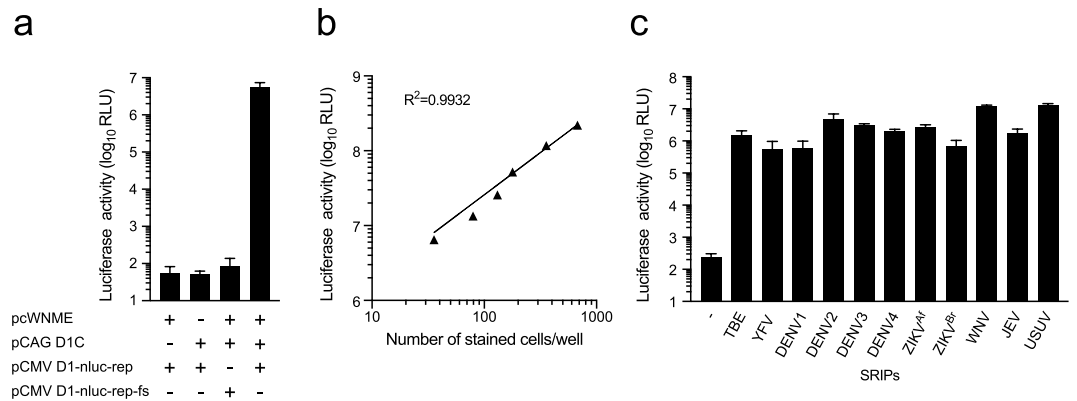 a
Luciferase activity (log10 RLU)
7
6
5
4
3
2
1
pcWNME + - + +
pCAG D1C - + + +
pCMV D1-nluc-rep + + - +
pCMV D1-nluc-rep-fs - - + -
b
Luciferase activity (log10 RLU)
9
8
7
6
R2=0.9932
10 100 1000
Number of stained cells/well
c
Luciferase activity (log10 RLU)
8
7
6
5
4
3
2
1
- TBE YFV DENV1 DENV2 DENV3 DENV4 ZIKVAf ZIKVBr WNV JEV USUV
SRIPs